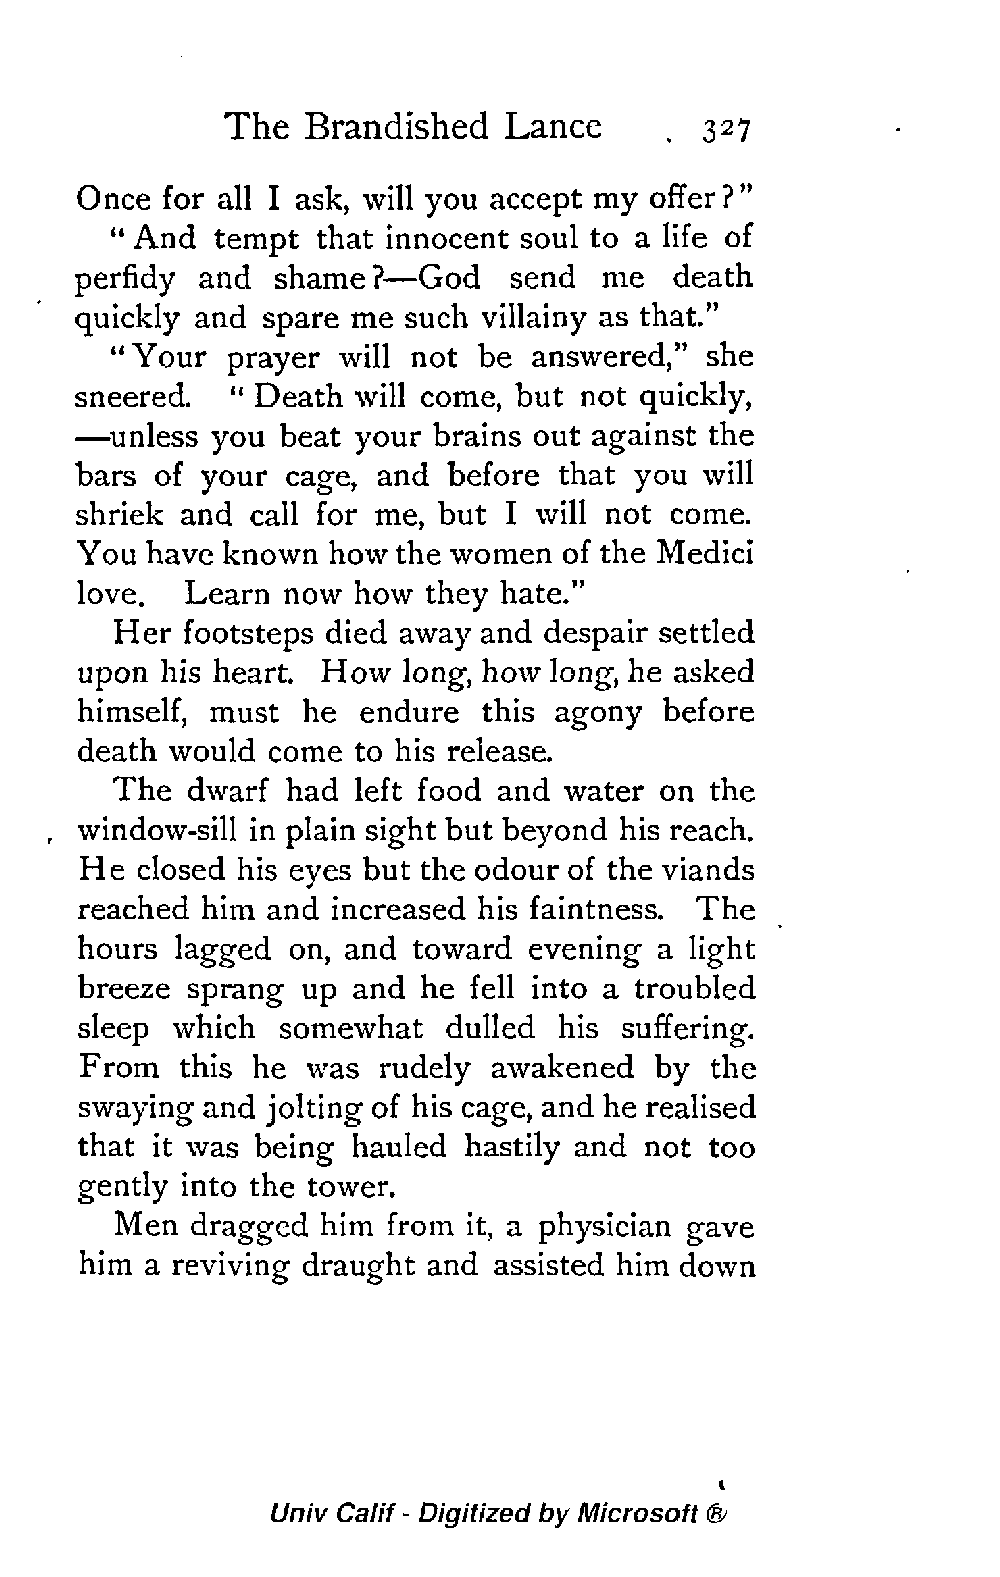 The Brandished Lance . 327
Once for all I ask, will you accept my offer?"
"And tempt that innocent soul to a life of
perfidy and shame?—God send me death
quickly and spare me such villainy as that."
"Your prayer will not be answered," she
sneered. "Death will come, but not quickly,
—unless you beat your brains out against the
bars of your cage, and before that you will
shriek and call for me, but I will not come.
You have known how the women of the Medici
love. Learn now how they hate."
Her footsteps died away and despair settled
upon his heart. How long, how long, he asked
himself, must he endure this agony before
death would come to his release.
The dwarf had left food and water on the
window-sill in plain sight but beyond his reach.
He closed his eyes but the odour of the viands
reached him and increased his faintness. The
hours lagged on, and toward evening a light
breeze sprang up and he fell into a troubled
sleep which somewhat dulled his suffering.
From this he was rudely awakened by the
swaying and jolting of his cage, and he realised
that it was being hauled hastily and not too
gently into the tower.
Men dragged him from it, a physician gave
him a reviving draught and assisted him down
Univ Calif - Digitized by Microsoft ®